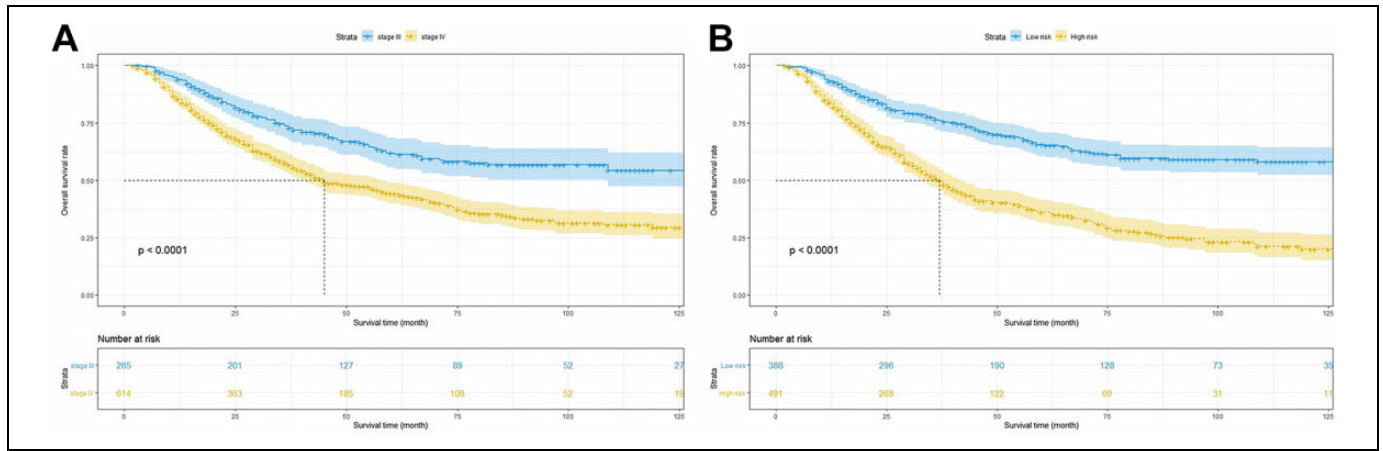 A
Strata stage III stage IV
1.00
0.75
0.50
0.25
0.00
Overall survival rate
p < 0.0001
0 25 50 75 100 125
Survival time (month)
Number at risk
Strata
stage III 265 201 127 89 52 27
stage IV 614 363 185 108 52 19
0 25 50 75 100 125
Survival time (month)
B
Strata Low risk High risk
1.00
0.75
0.50
0.25
0.00
Overall survival rate
p < 0.0001
0 25 50 75 100 125
Survival time (month)
Number at risk
Strata
Low risk 388 296 190 128 73 35
High risk 491 268 122 69 31 11
0 25 50 75 100 125
Survival time (month)